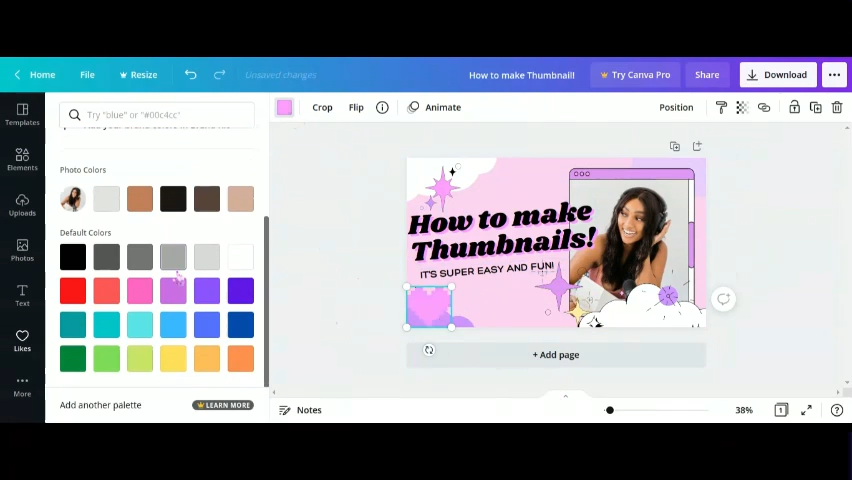 Home
File
Resize
Unsaved changes
How to make Thumbnail!
Try Canva Pro
Share
Download
Templates
Elements
Uploads
Photos
Text
Likes
More
Try "blue" or "#00c4cc"
Photo Colors
Default Colors
Add another palette
LEARN MORE
Crop
Flip
Animate
Position
How to make
Thumbnails!
IT'S SUPER EASY AND FUN!
+ Add page
Notes
38%
1